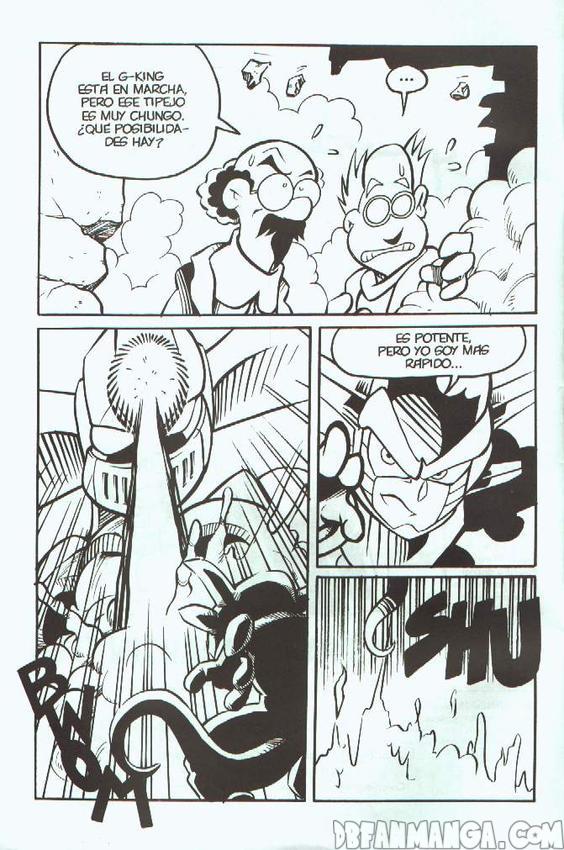 EL G-KING
ESTÁ EN MARCHA,
PERO ESE TIPEJO
ES MUY CHUNGO.
¿QUÉ POSIBILIDA-
DES HAY?
...
BWOM
ES POTENTE,
PERO YO SOY MÁS
RÁPIDO...
SHU
DBFANMANGA.COM